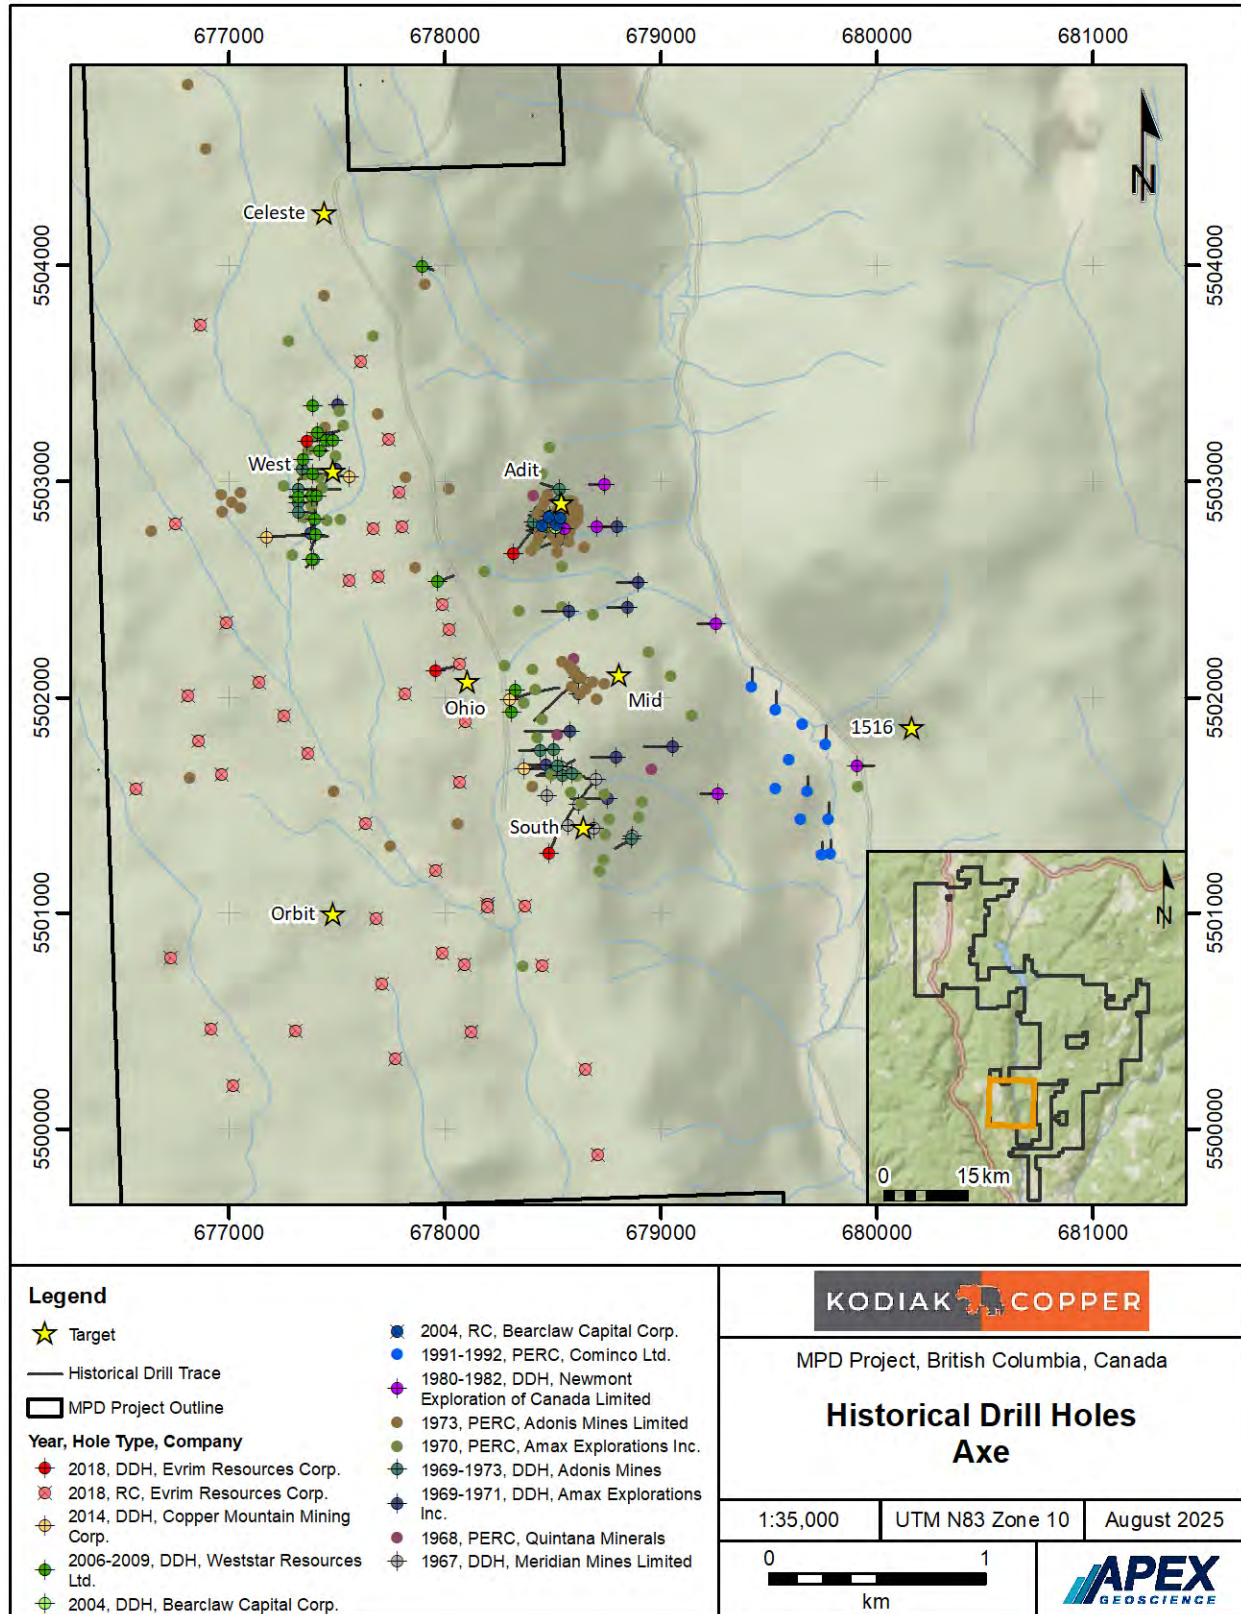 677000
678000
679000
680000
681000
N
Celeste
5504000
5504000
West
Adit
5503000
5503000
Ohio
Mid
5502000
5502000
1516
South
Orbit
5501000
5501000
N
5500000
5500000
0 15 km
677000
678000
679000
680000
681000
Legend
Target
Historical Drill Trace
MPD Project Outline
Year, Hole Type, Company
2018, DDH, Evrim Resources Corp.
2018, RC, Evrim Resources Corp.
2014, DDH, Copper Mountain Mining
Corp.
2006-2009, DDH, Weststar Resources
Ltd.
2004, DDH, Bearclaw Capital Corp.
2004, RC, Bearclaw Capital Corp.
1991-1992, PERC, Cominco Ltd.
1980-1982, DDH, Newmont
Exploration of Canada Limited
1973, PERC, Adonis Mines Limited
1970, PERC, Amax Explorations Inc.
1969-1973, DDH, Adonis Mines
1969-1971, DDH, Amax Explorations
Inc.
1968, PERC, Quintana Minerals
1967, DDH, Meridian Mines Limited
KODIAK COPPER
MPD Project, British Columbia, Canada
Historical Drill Holes
Axe
1:35,000
UTM N83 Zone 10
August 2025
0 1
km
APEX
GEOSCIENCE